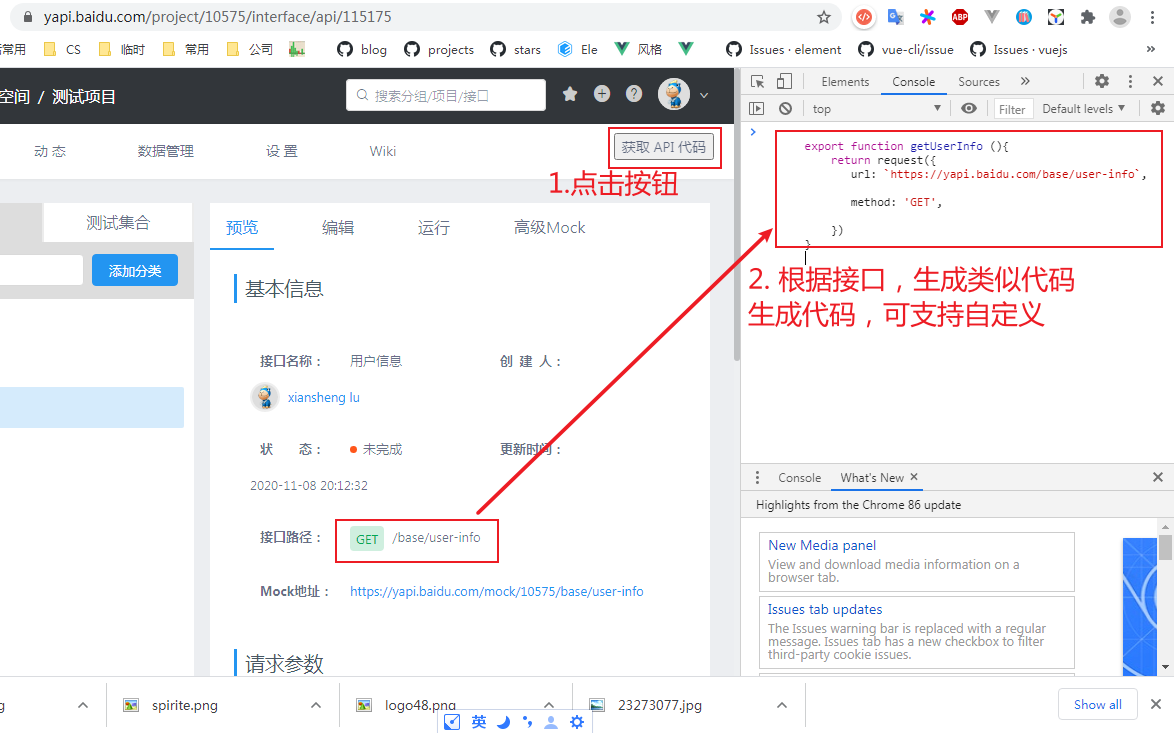 yapi.baidu.com/project/10575/interface/api/115175
常用 CS 临时 常用 公司 blog projects stars Ele 风格 Issues · element vue-cli/issue Issues · vuejs »
空间 / 测试项目 搜索分组/项目/接口
动态 数据管理 设置 Wiki 获取 API 代码
1.点击按钮
测试集合
添加分类
预览 编辑 运行 高级Mock
基本信息
接口名称： 用户信息 创 建 人：
xiansheng lu
状 态： 未完成 更新时间：
2020-11-08 20:12:32
接口路径： GET /base/user-info
Mock地址： https://yapi.baidu.com/mock/10575/base/user-info
请求参数
Elements Console Sources »
top Filter Default levels ▼
export function getUserInfo (){
return request({
url: `https://yapi.baidu.com/base/user-info`,
method: 'GET',
})
}
2. 根据接口，生成类似代码
生成代码，可支持自定义
Console What's New ×
Highlights from the Chrome 86 update
New Media panel
View and download media information on a
browser tab.
Issues tab updates
The Issues warning bar is replaced with a regular
message. Issues tab has a new checkbox to filter
third-party cookie issues.
g spirite.png logo48.png 23273077.jpg Show all
英
ABP